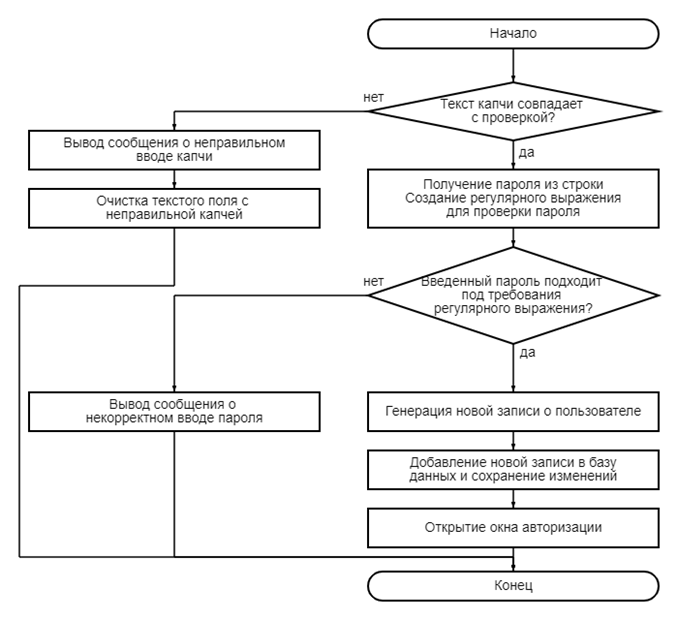 Начало
нет
Текст капчи совпадает
с проверкой?
Вывод сообщения о неправильном
вводе капчи
да
Очистка текстого поля с
неправильной капчей
Получение пароля из строки
Создание регулярного выражения
для проверки пароля
нет
Введенный пароль подходит
под требования
регулярного выражения?
да
Вывод сообщения о
некорректном вводе пароля
Генерация новой записи о пользователе
Добавление новой записи в базу
данных и сохранение изменений
Открытие окна авторизации
Конец